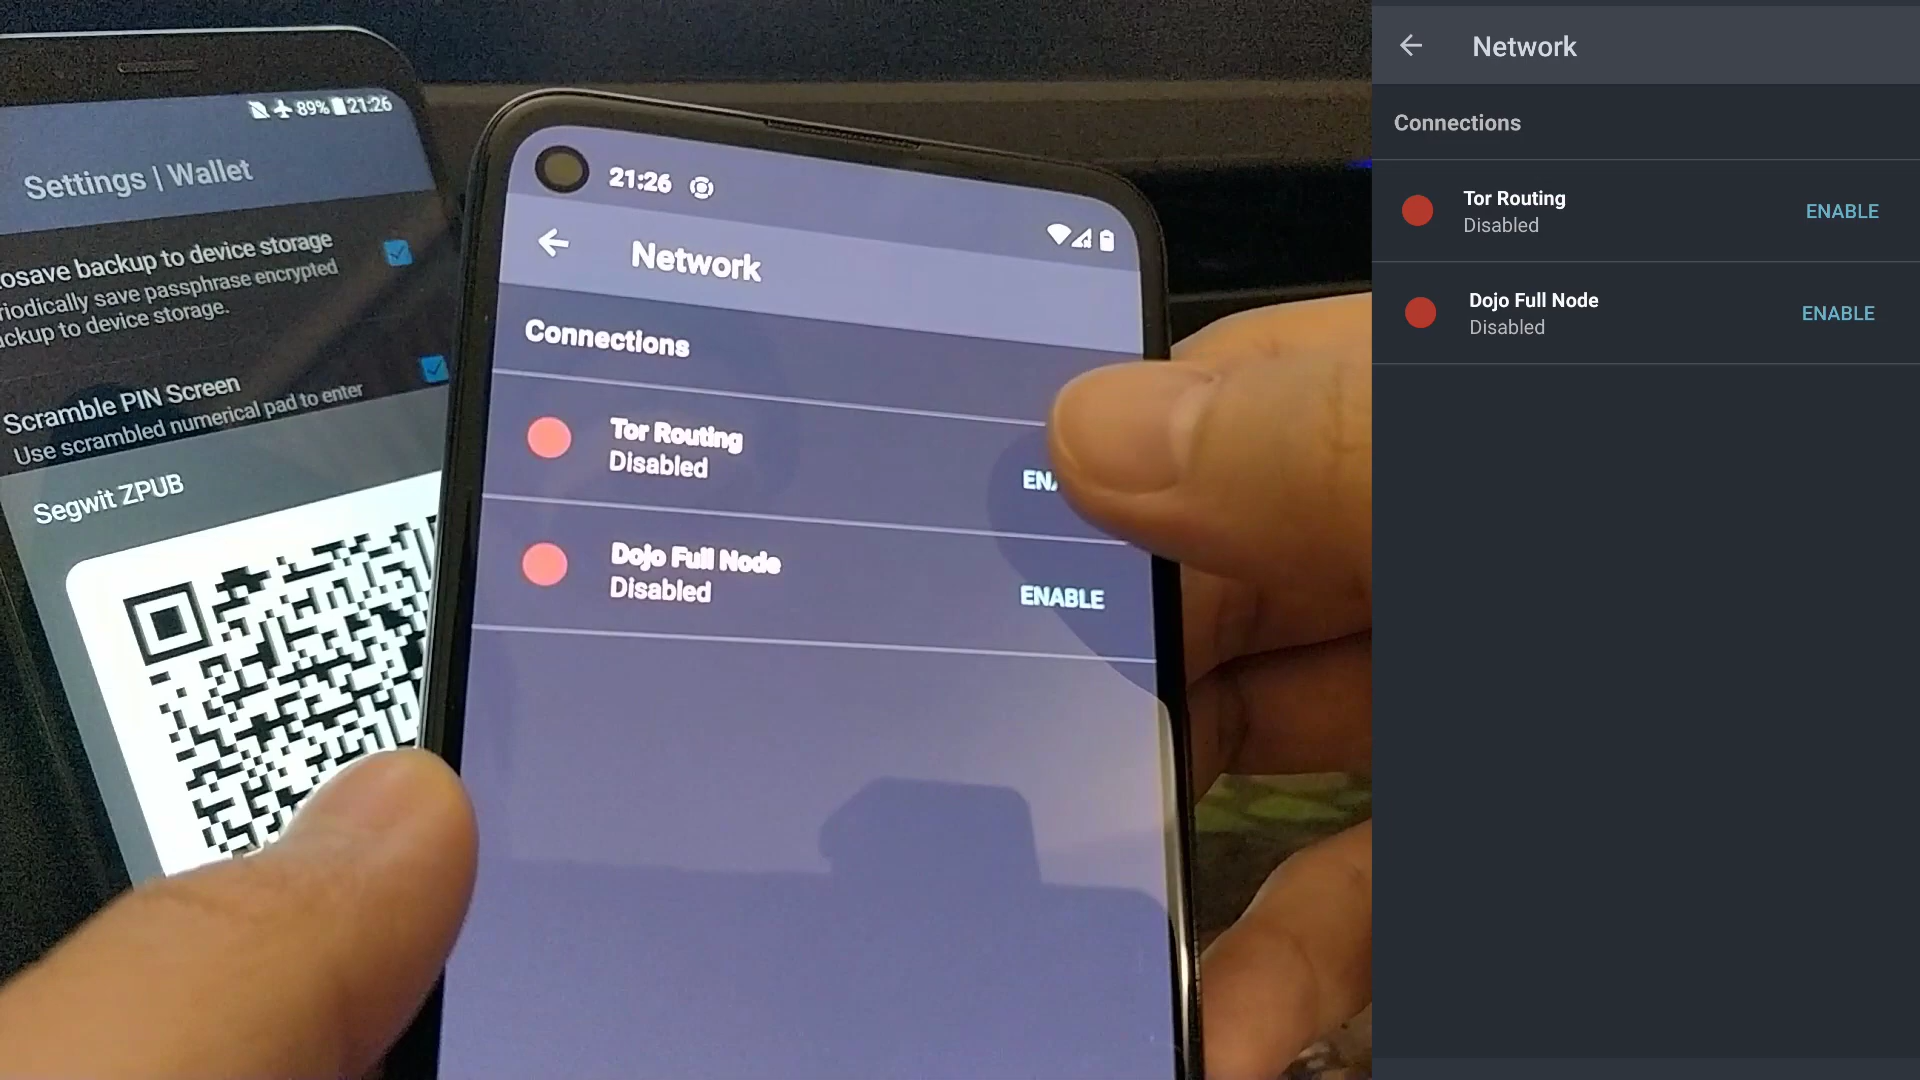 89% 21:26
Settings | Wallet
osave backup to device storage
riodically save passphrase encrypted
ackup to device storage.
Scramble PIN Screen
Use scrambled numerical pad to enter
Segwit ZPUB
21:26
Network
Connections
Tor Routing
Disabled
ENA
Dojo Full Node
Disabled
ENABLE
Network
Connections
Tor Routing
Disabled
ENABLE
Dojo Full Node
Disabled
ENABLE